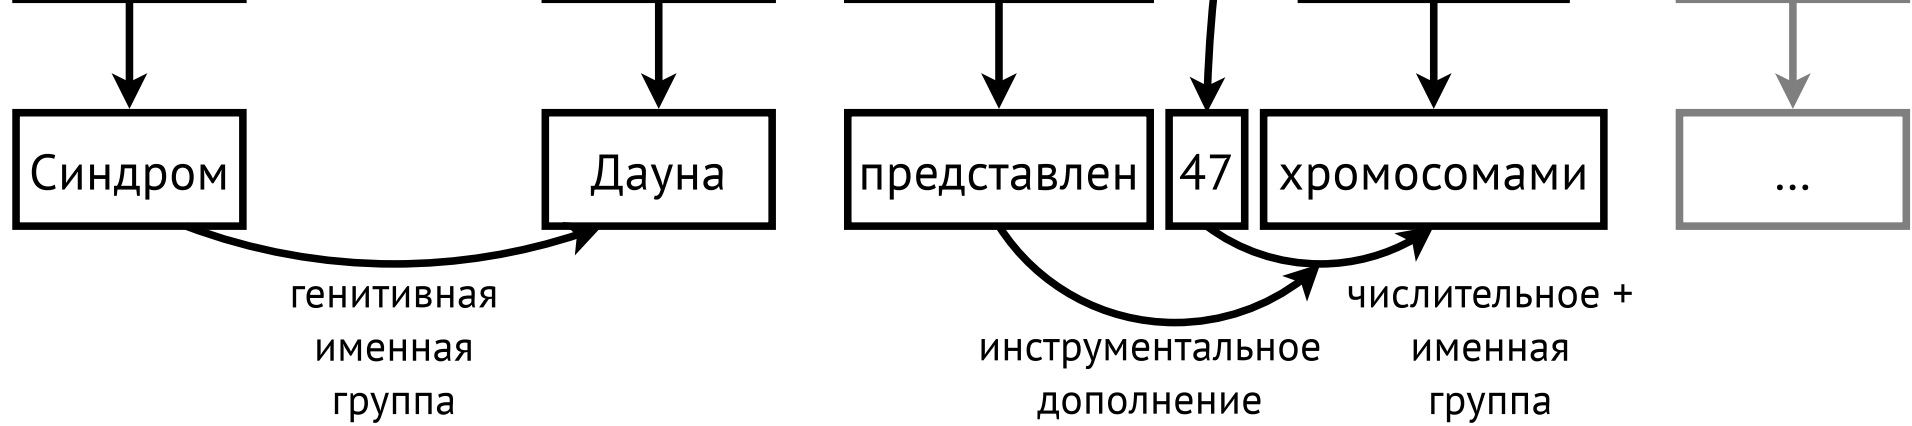 Синдром Дауна представлен 47 хромосомами ...
генитивная
именная
группа
инструментальное
дополнение
числительное +
именная
группа